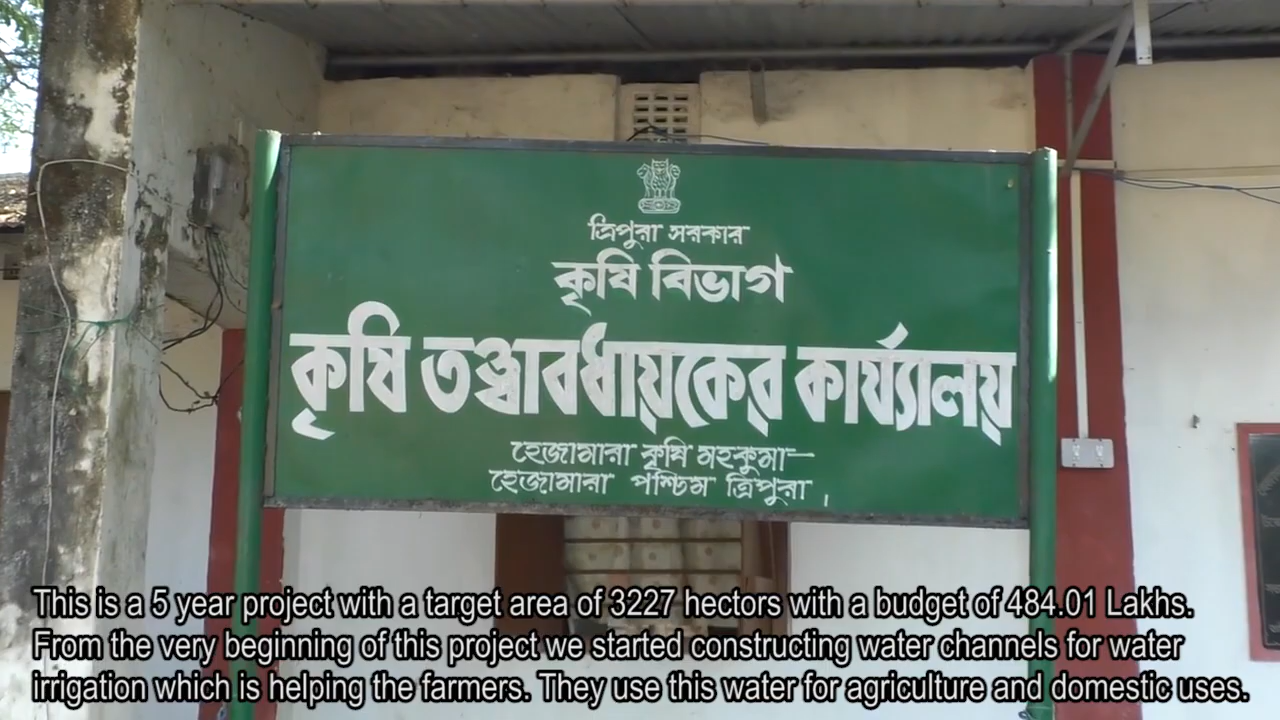 ত্রিপুরা সরকার
কৃষি বিভাগ
কৃষি তত্ত্বাবধায়কের কার্য্যালয়
হেজামারা কৃষি মহকুমা—
হেজামারা পশ্চিম ত্রিপুরা।
This is a 5 year project with a target area of 3227 hectors with a budget of 484.01 Lakhs.
From the very beginning of this project we started constructing water channels for water
irrigation which is helping the farmers. They use this water for agriculture and domestic uses.